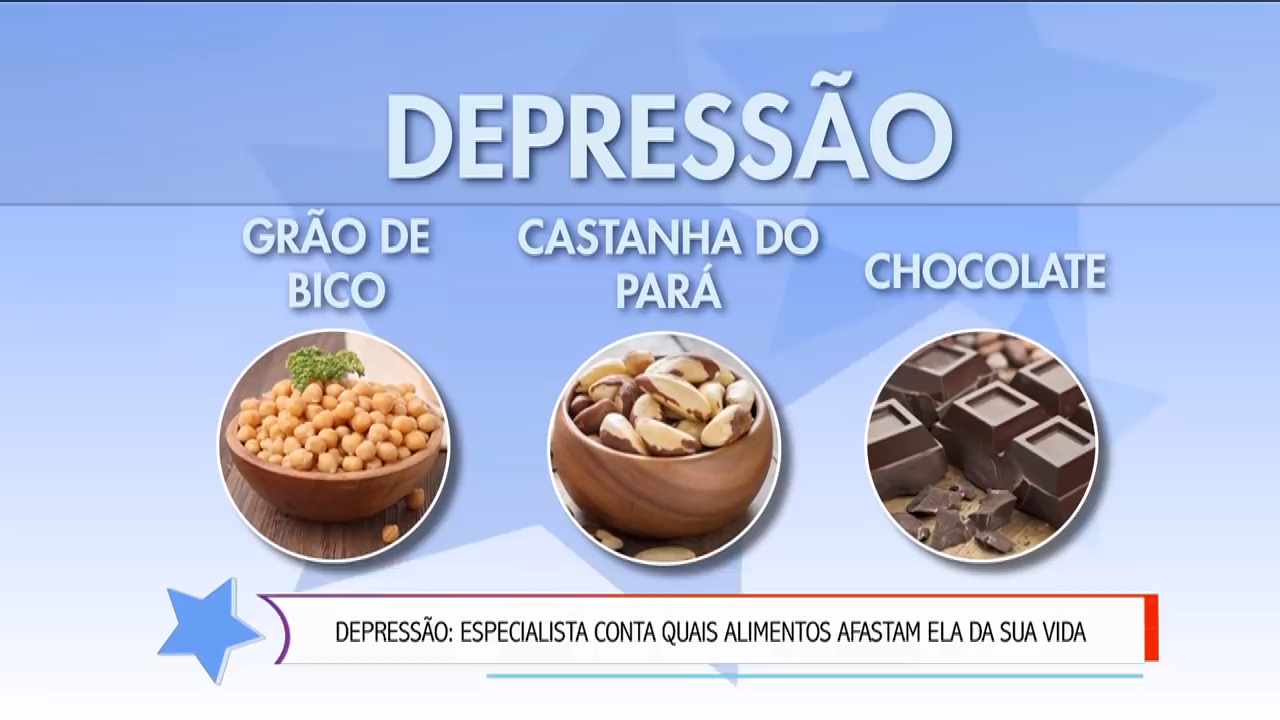 DEPRESSÃO
GRÃO DE
BICO
CASTANHA DO
PARÁ
CHOCOLATE
DEPRESSÃO: ESPECIALISTA CONTA QUAIS ALIMENTOS AFASTAM ELA DA SUA VIDA